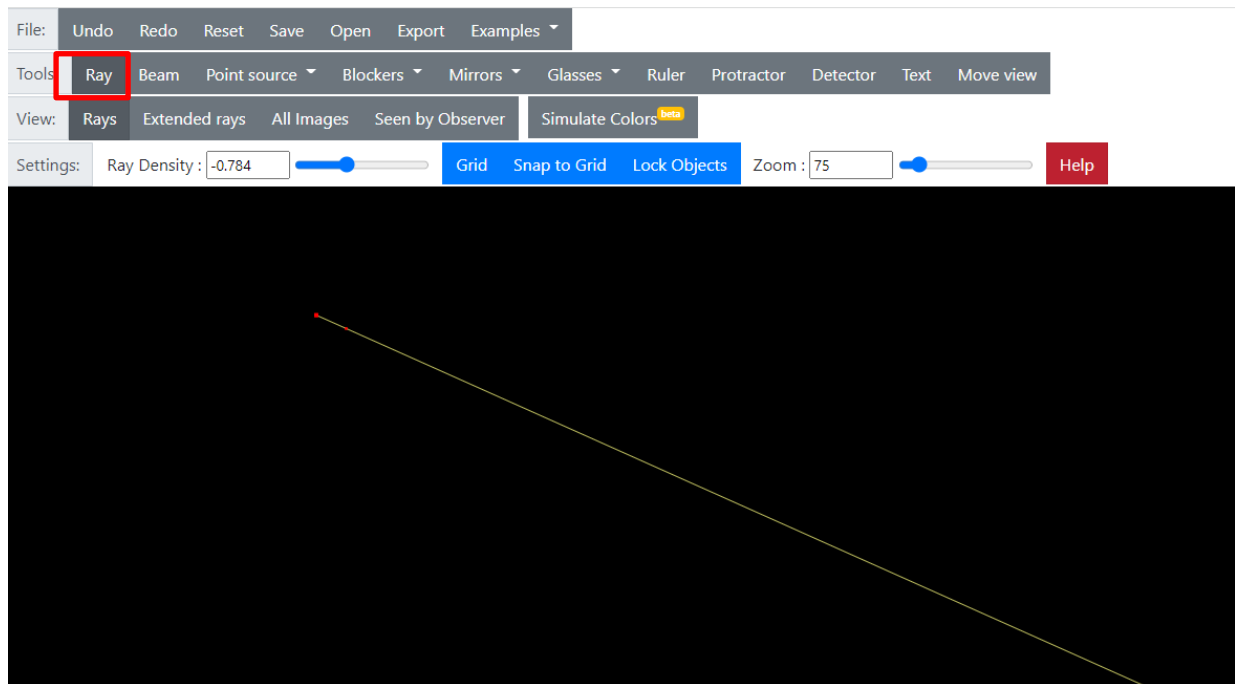 File: Undo Redo Reset Save Open Export Examples
Tools Ray Beam Point source Blockers Mirrors Glasses Ruler Protractor Detector Text Move view
View: Rays Extended rays All Images Seen by Observer Simulate Colors beta
Settings: Ray Density : -0.784 Grid Snap to Grid Lock Objects Zoom : 75 Help